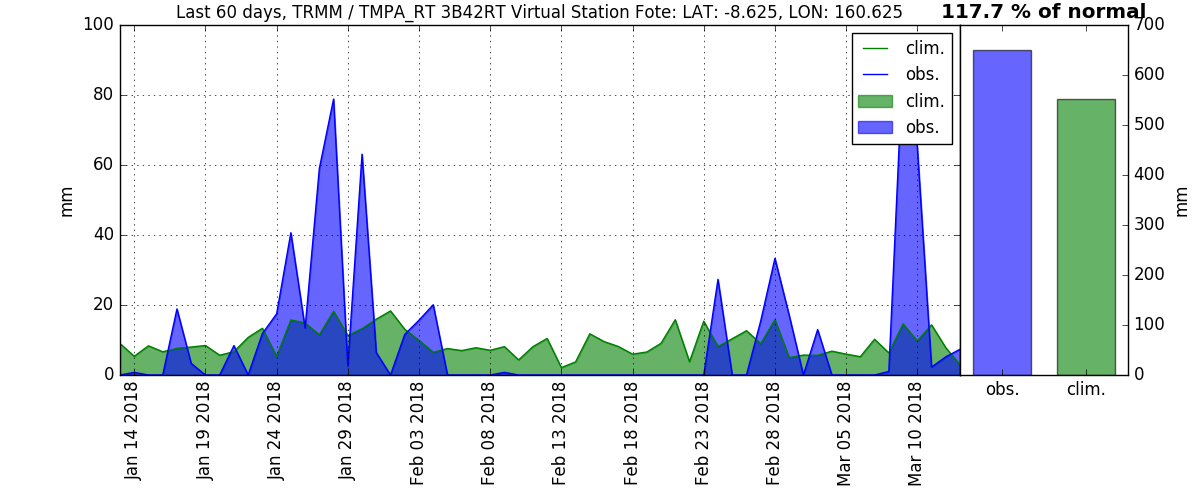 Last 60 days, TRMM / TMPA_RT 3B42RT Virtual Station Fote: LAT: -8.625, LON: 160.625
117.7 % of normal
100
80
60
40
20
0
mm
clim.
obs.
clim.
obs.
700
600
500
400
300
200
100
0
mm
Jan 14 2018
Jan 19 2018
Jan 24 2018
Jan 29 2018
Feb 03 2018
Feb 08 2018
Feb 13 2018
Feb 18 2018
Feb 23 2018
Feb 28 2018
Mar 05 2018
Mar 10 2018
obs.
clim.